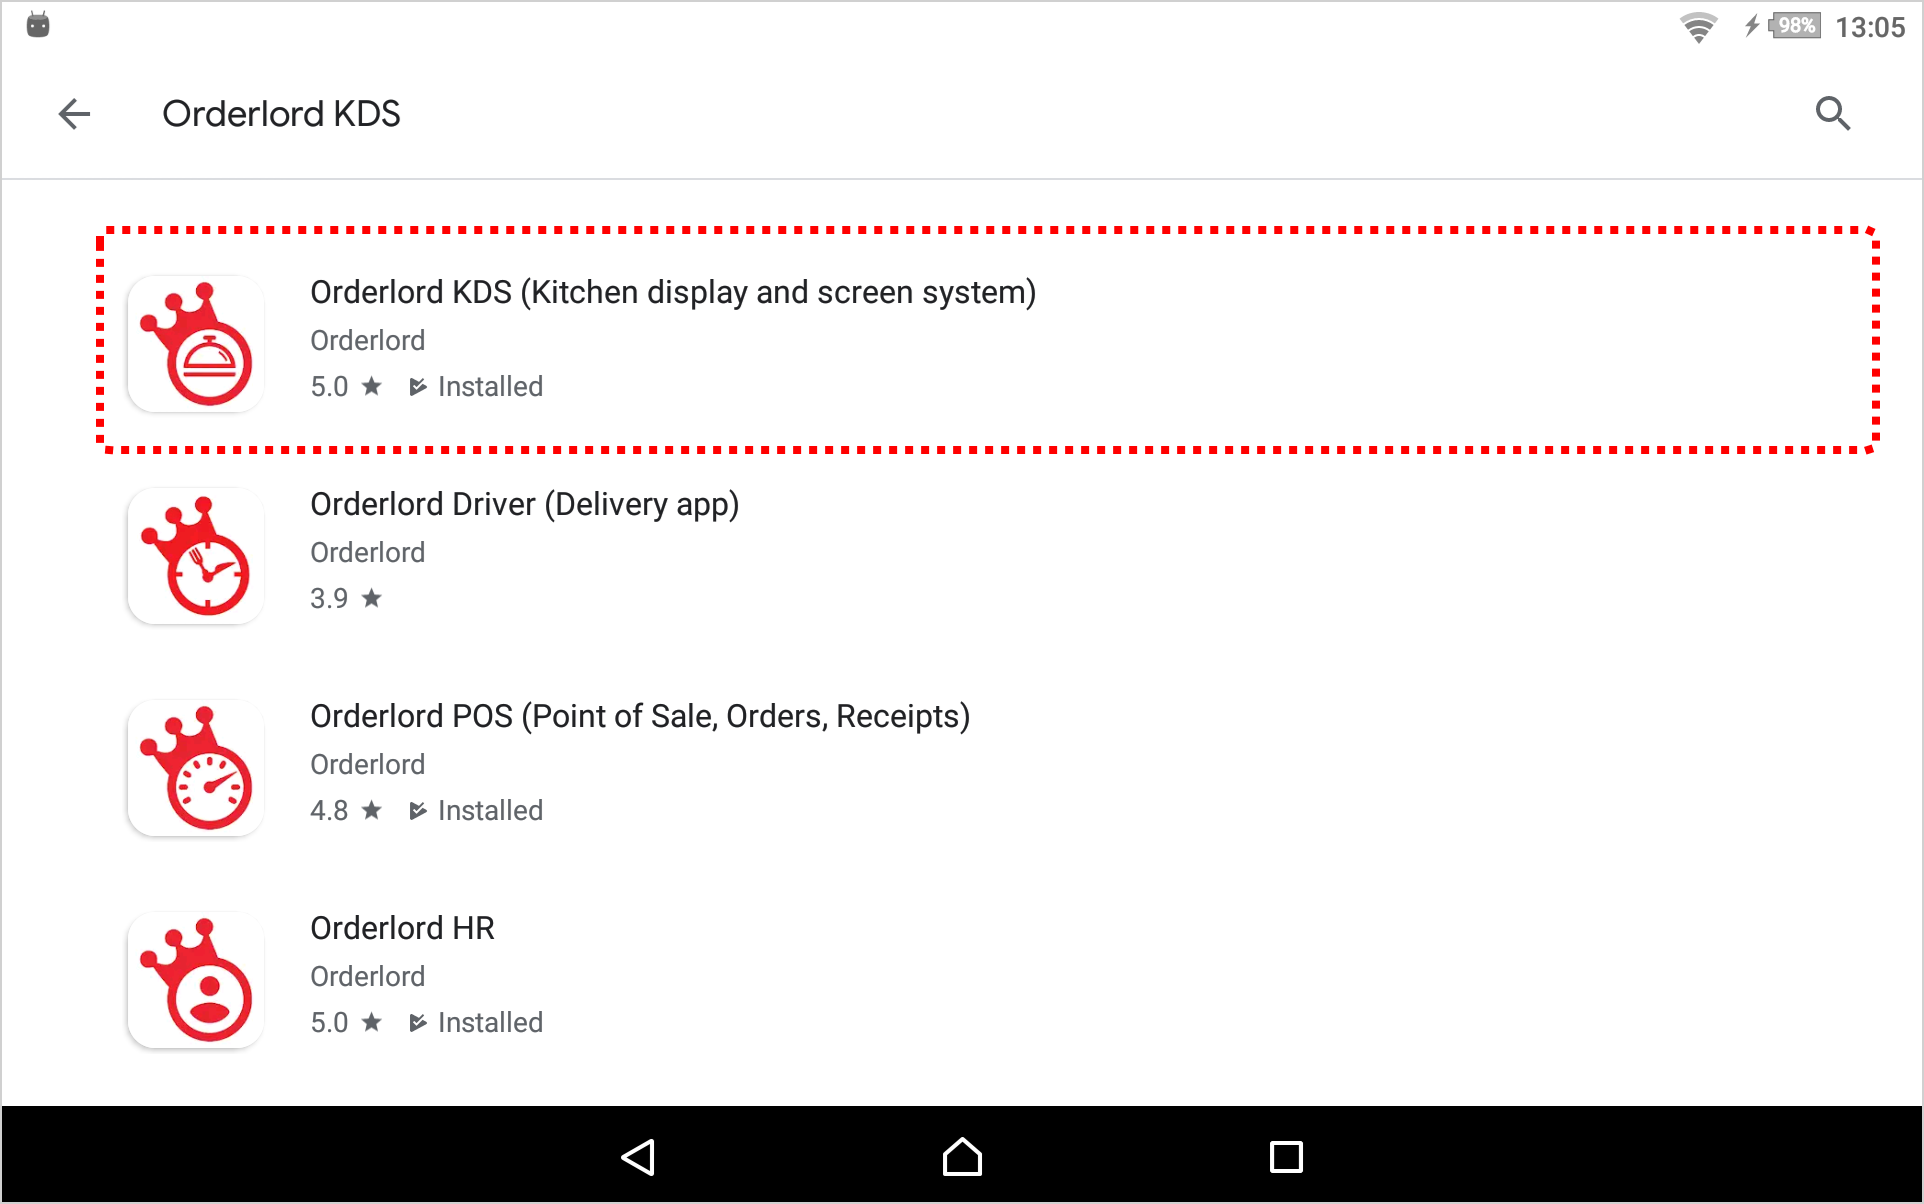 98% 13:05
Orderlord KDS
Orderlord KDS (Kitchen display and screen system)
Orderlord
5.0 ★ Installed
Orderlord Driver (Delivery app)
Orderlord
3.9 ★
Orderlord POS (Point of Sale, Orders, Receipts)
Orderlord
4.8 ★ Installed
Orderlord HR
Orderlord
5.0 ★ Installed